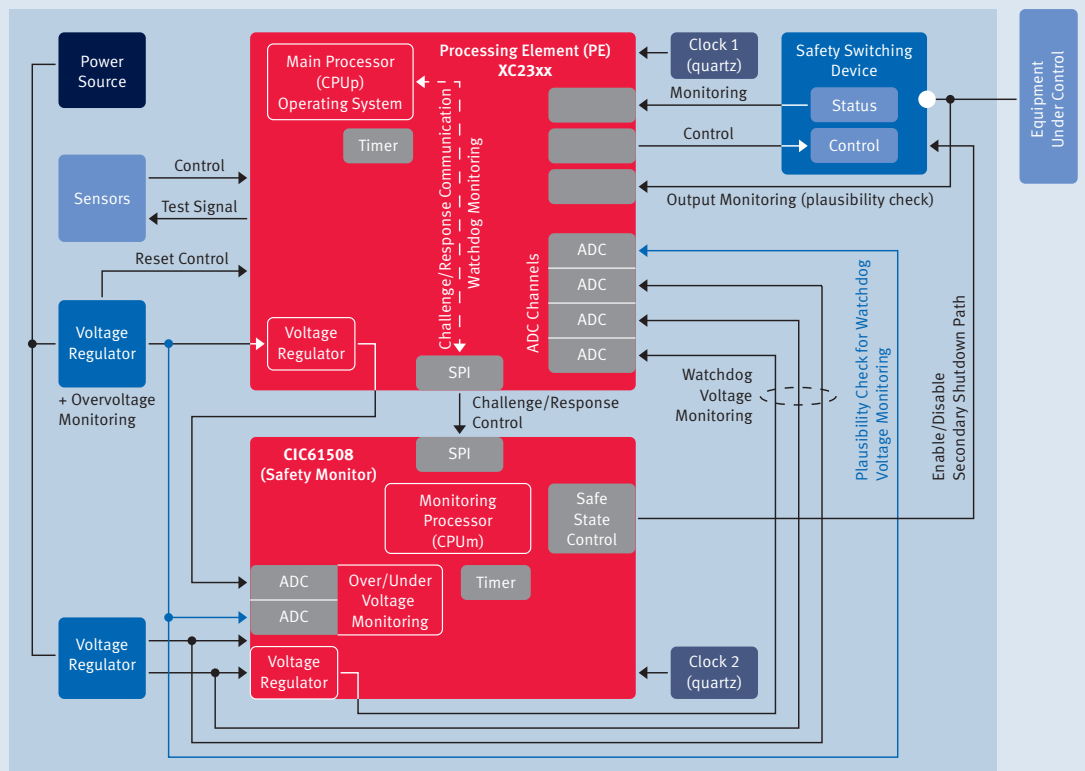 Power
Source
Main Processor
(CPUp)
Operating System
Processing Element (PE)
XC23xx
Clock 1
(quartz)
Safety Switching
Device
Status
Control
Equipment
Under Control
Monitoring
Control
Timer
Challenge/Response Communication
Watchdog Monitoring
Output Monitoring (plausibility check)
Sensors
Control
Test Signal
Reset Control
Voltage
Regulator
+ Overvoltage
Monitoring
Voltage
Regulator
ADC Channels
ADC
ADC
ADC
ADC
SPI
Challenge/Response
Control
Watchdog
Voltage
Monitoring
Plausibility Check for Watchdog
Voltage Monitoring
Enable/Disable
Secondary Shutdown Path
CIC61508
(Safety Monitor)
SPI
Monitoring
Processor
(CPUm)
Safe
State
Control
ADC
ADC
Over/Under
Voltage
Monitoring
Timer
Voltage
Regulator
Voltage
Regulator
Clock 2
(quartz)